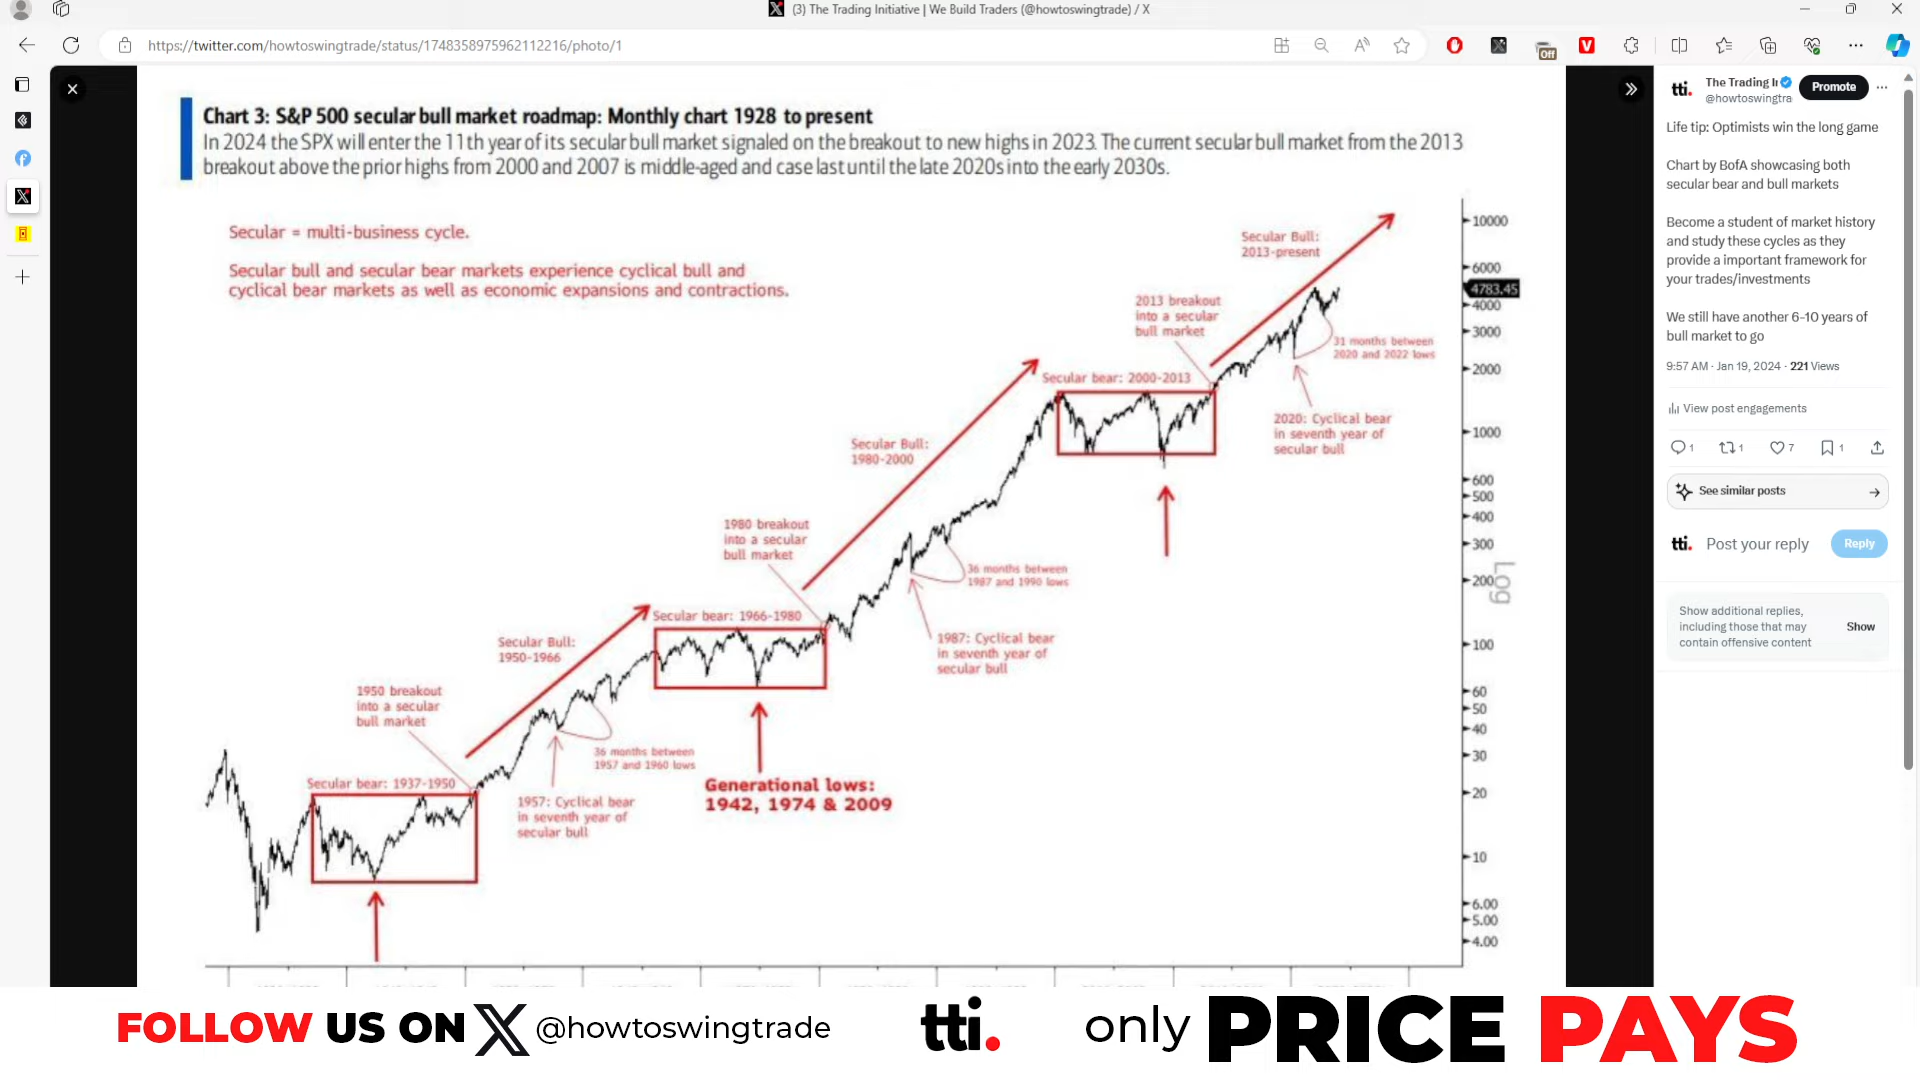 (3) The Trading Initiative | We Build Traders (@howtoswingtrade) / X
https://twitter.com/howtoswingtrade/status/1748358975962112216/photo/1
Off
Chart 3: S&P 500 secular bull market roadmap: Monthly chart 1928 to present
In 2024 the SPX will enter the 11th year of its secular bull market signaled on the breakout to new highs in 2023. The current secular bull market from the 2013
breakout above the prior highs from 2000 and 2007 is middle-aged and case last until the late 2020s into the early 2030s.
Secular = multi-business cycle.
Secular bull and secular bear markets experience cyclical bull and
cyclical bear markets as well as economic expansions and contractions.
Secular Bull:
2013-present
2013 breakout
into a secular
bull market
31 months between
2020 and 2022 lows
Secular bear: 2000-2013
2020: Cyclical bear
in seventh year of
secular bull
Secular Bull:
1980-2000
1980 breakout
into a secular
bull market
36 months between
1987 and 1990 lows
Secular bear: 1966-1980
1987: Cyclical bear
in seventh year of
secular bull
Secular Bull:
1950-1966
1950 breakout
into a secular
bull market
36 months between
1957 and 1960 lows
Secular bear: 1937-1950
1957: Cyclical bear
in seventh year of
secular bull
Generational lows:
1942, 1974 & 2009
10000
6000
4783.45
4000
3000
2000
1000
600
500
400
300
200
Log
100
60
50
40
30
20
10
6.00
5.00
4.00
tti.
The Trading Ir
Promote
@howtoswingtra
Life tip: Optimists win the long game
Chart by BofA showcasing both
secular bear and bull markets
Become a student of market history
and study these cycles as they
provide a important framework for
your trades/investments
We still have another 6-10 years of
bull market to go
9:57 AM · Jan 19, 2024 · 221 Views
View post engagements
1 1 7 1
See similar posts
tti. Post your reply Reply
Show additional replies,
including those that may
contain offensive content
Show
FOLLOW US ON X @howtoswingtrade tti. only PRICE PAYS